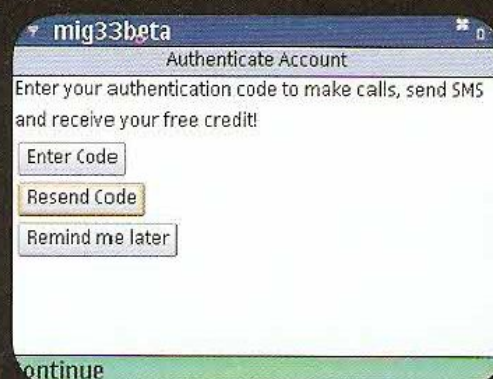 mig33beta
Authenticate Account
Enter your authentication code to make calls, send SMS
and receive your free credit!
Enter Code
Resend Code
Remind me later
ontinue